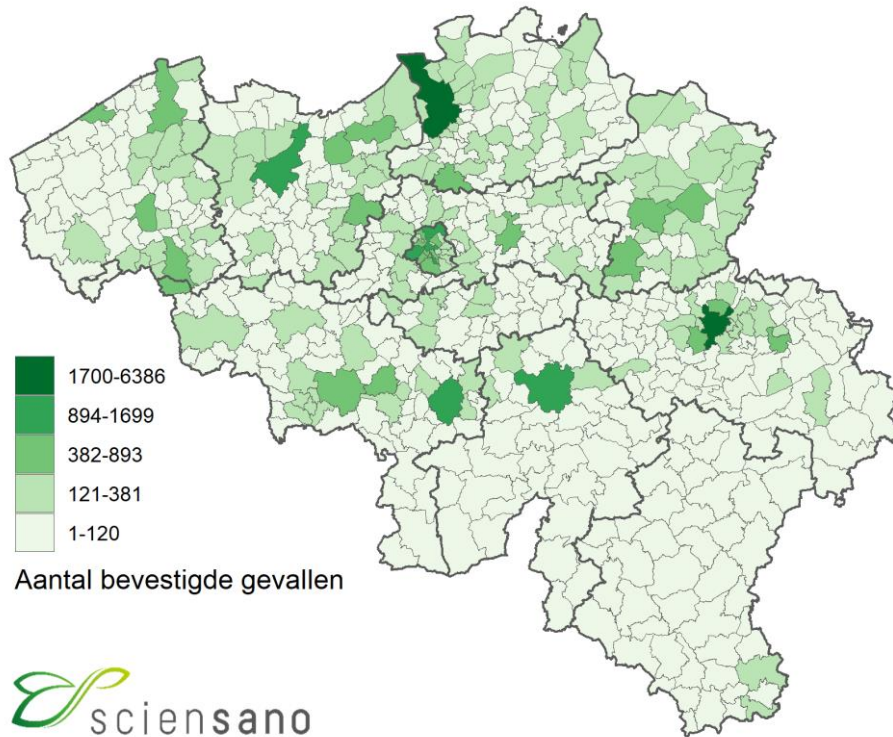 1700-6386
894-1699
382-893
121-381
1-120
Aantal bevestigde gevallen
sciensano